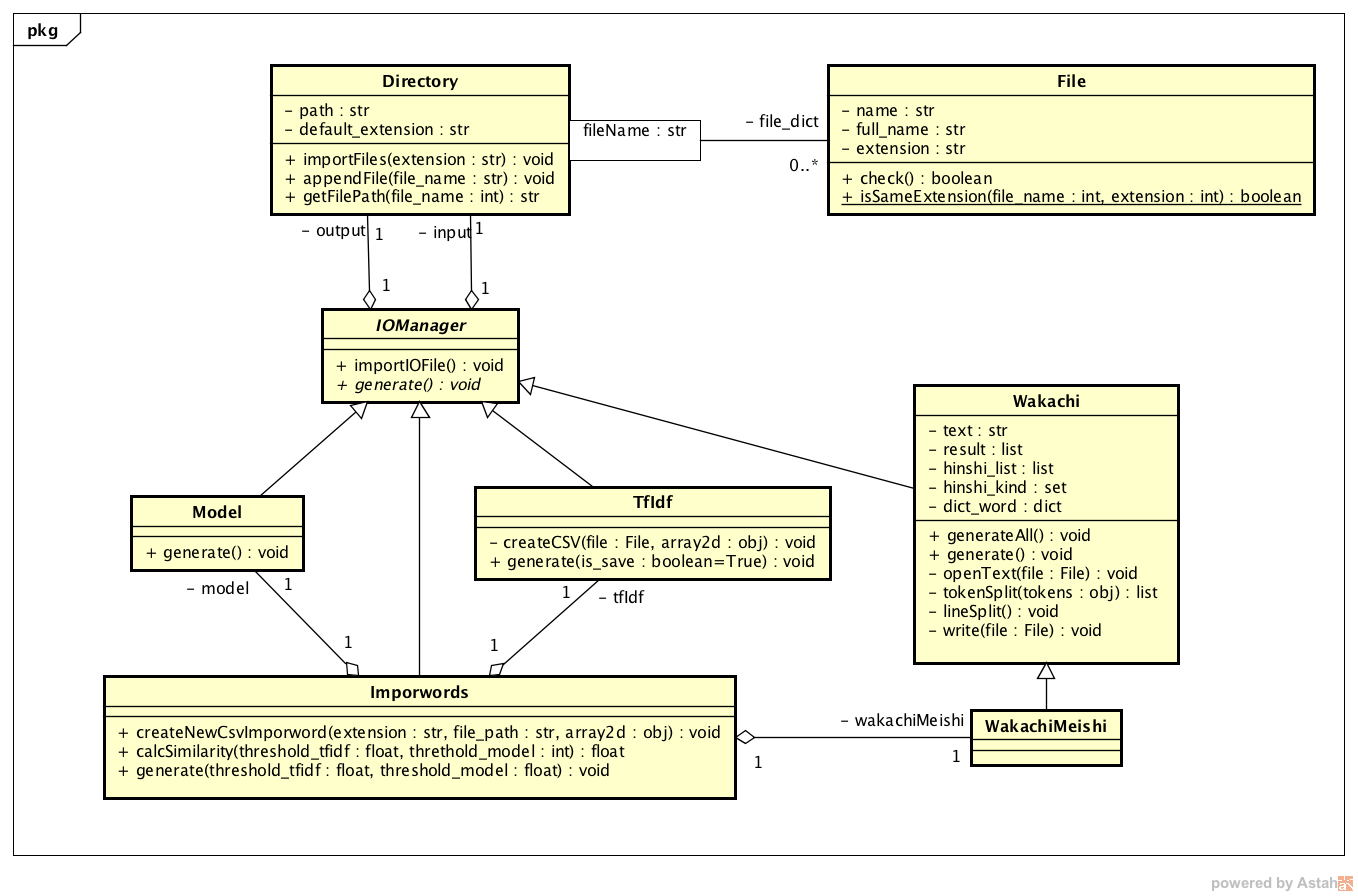 pkg
Directory
- path : str
- default_extension : str
+ importFiles(extension : str) : void
+ appendFile(file_name : str) : void
+ getFilePath(file_name : int) : str
fileName : str
- file_dict
0..*
File
- name : str
- full_name : str
- extension : str
+ check() : boolean
+ isSameExtension(file_name : int, extension : int) : boolean
- output
1
- input
1
1
1
IOManager
+ importIOFile() : void
+ generate() : void
Wakachi
- text : str
- result : list
- hinshi_list : list
- hinshi_kind : set
- dict_word : dict
+ generateAll() : void
+ generate() : void
- openText(file : File) : void
- tokenSplit(tokens : obj) : list
- lineSplit() : void
- write(file : File) : void
Model
+ generate() : void
TfIdf
- createCSV(file : File, array2d : obj) : void
+ generate(is_save : boolean=True) : void
- model
1
1
- tfIdf
1
1
Imporwords
+ createNewCsvImporword(extension : str, file_path : str, array2d : obj) : void
+ calcSimilarity(threshold_tfidf : float, threthold_model : int) : float
+ generate(threshold_tfidf : float, threshold_model : float) : void
- wakachiMeishi
1
1
WakachiMeishi
powered by Astah